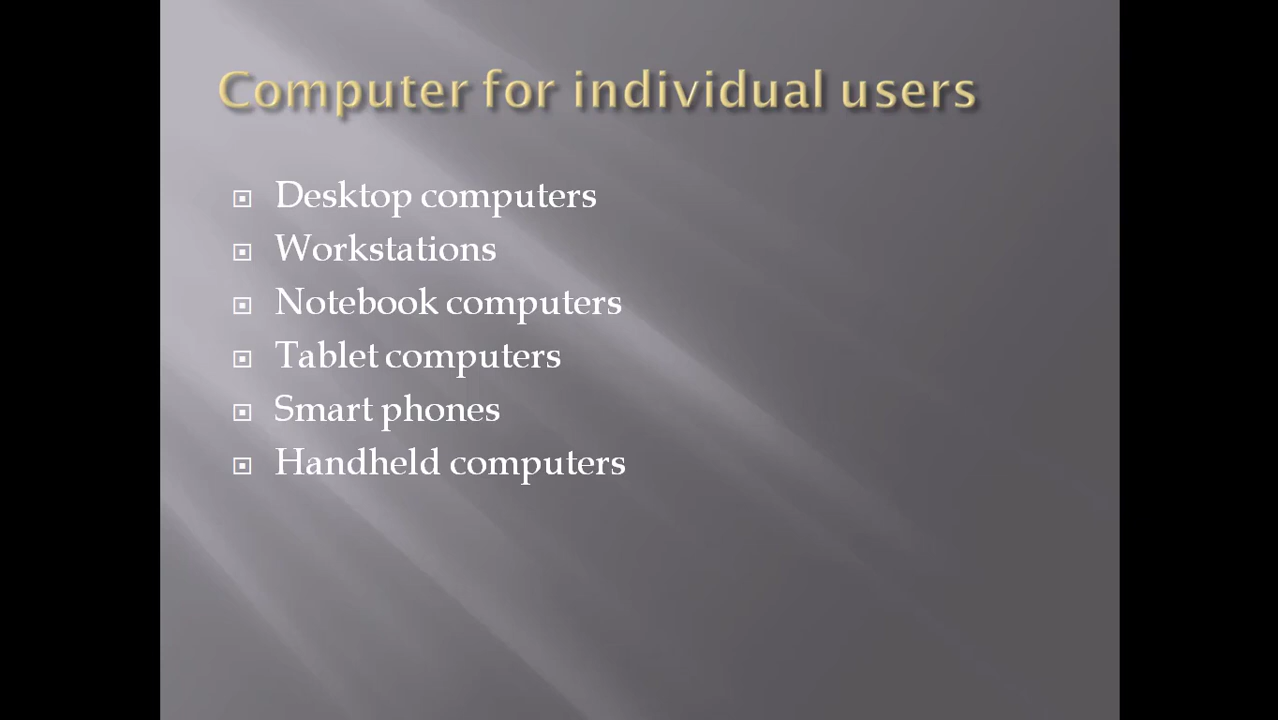 Computer for individual users
Desktop computers
Workstations
Notebook computers
Tablet computers
Smart phones
Handheld computers